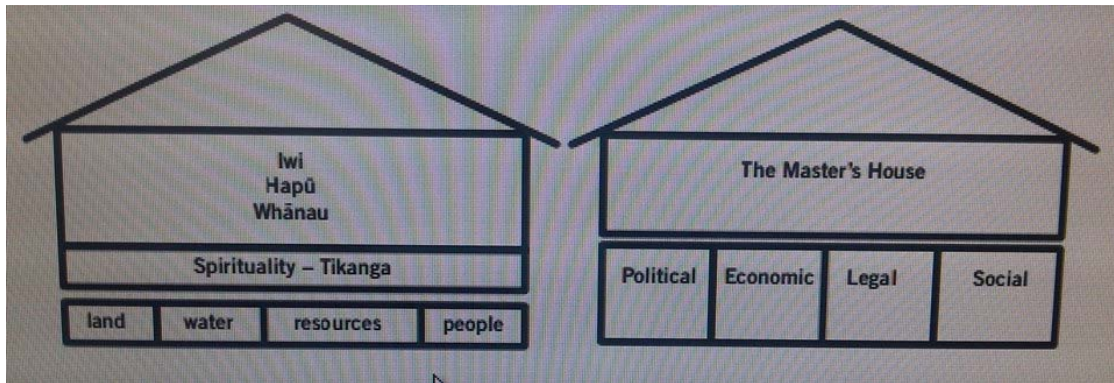 Iwi
Hapū
Whānau
Spirituality – Tikanga
land water resources people
The Master's House
Political Economic Legal Social